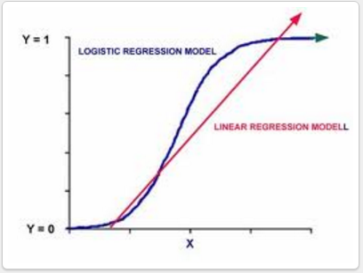 Y = 1
LOGISTIC REGRESSION MODEL
LINEAR REGRESSION MODELL
Y = 0
X